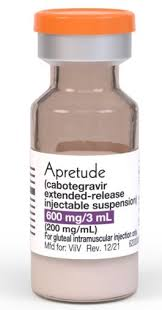 Apretude
(cabotegravir
extended-release
injectable suspension)
600 mg/3 mL
(200 mg/mL)
For gluteal intramuscular injection only
Mfd for: ViiV Rev. 12/21